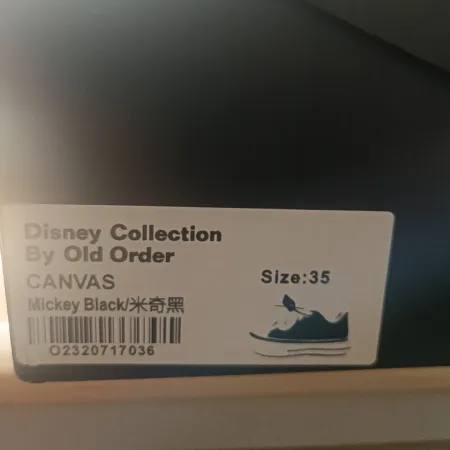 Disney Collection
By Old Order
CANVAS
Size:35
Mickey Black/米奇黑
O2320717036